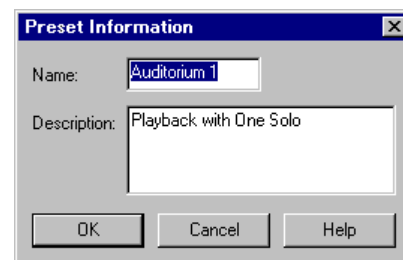 Preset Information
Name: Auditorium 1
Description: Playback with One Solo
OK Cancel Help